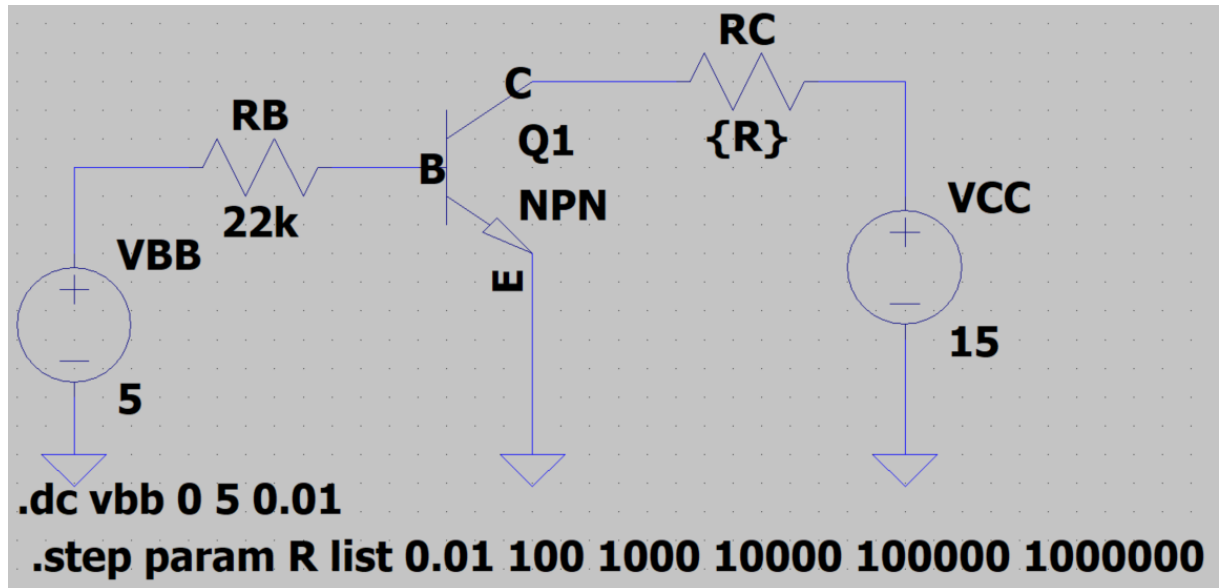 RC
C
RB
{R}
Q1
B
VCC
NPN
22k
VBB
E
15
5
.dc vbb 0 5 0.01
.step param R list 0.01 100 1000 10000 100000 1000000